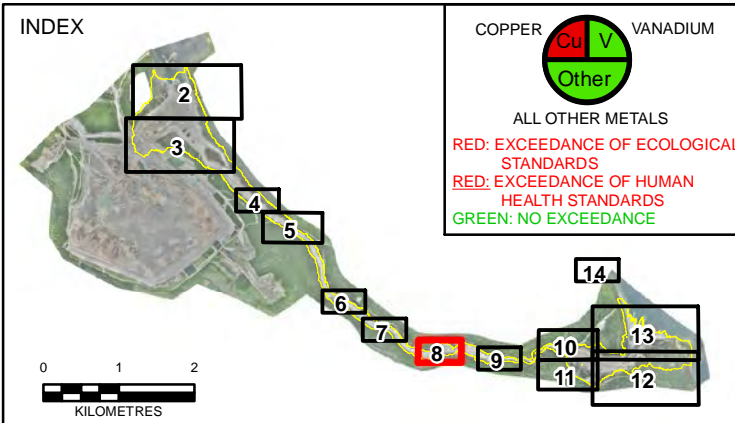 INDEX
2
3
4
5
6
7
8
9
10
11
12
13
14
0 1 2
KILOMETRES
COPPER
Cu
V
VANADIUM
Other
ALL OTHER METALS
RED: EXCEEDANCE OF ECOLOGICAL
STANDARDS
RED: EXCEEDANCE OF HUMAN
HEALTH STANDARDS
GREEN: NO EXCEEDANCE